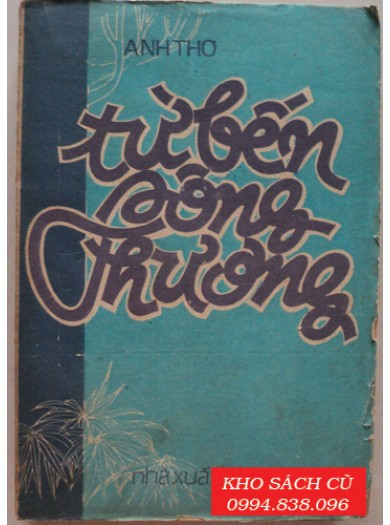 ANH THƠ
từ bến
sông
Thương
nhà xuấ
KHO SÁCH CŨ
0994.838.096